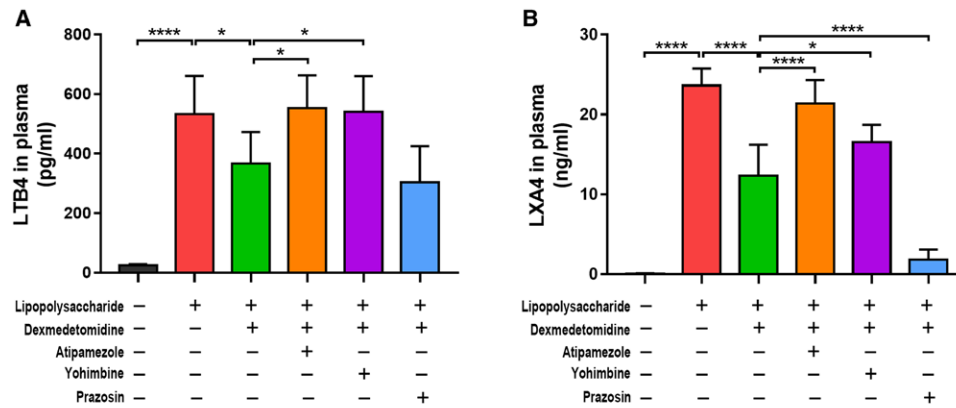 A
B
**** * *
*
****
**** **** *
****
800
600
400
200
0
LTB4 in plasma
(pg/ml)
30
20
10
0
LXA4 in plasma
(ng/ml)
Lipopolysaccharide – + + + + +
Dexmedetomidine – – + + + +
Atipamezole – – – + – –
Yohimbine – – – – + –
Prazosin – – – – – +
Lipopolysaccharide – + + + + +
Dexmedetomidine – – + + + +
Atipamezole – – – + – –
Yohimbine – – – – + –
Prazosin – – – – – +